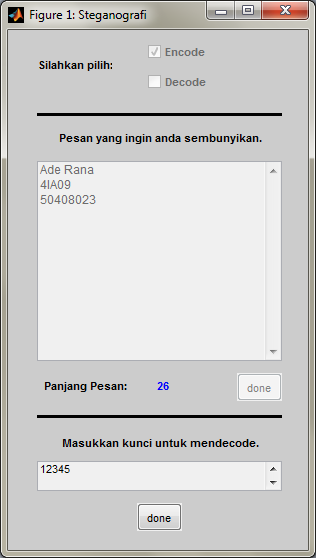 Figure 1: Steganografi
Silahkan pilih:
Encode
Decode
Pesan yang ingin anda sembunyikan.
Ade Rana
4IA09
50408023
Panjang Pesan: 26
done
Masukkan kunci untuk mendecode.
12345
done